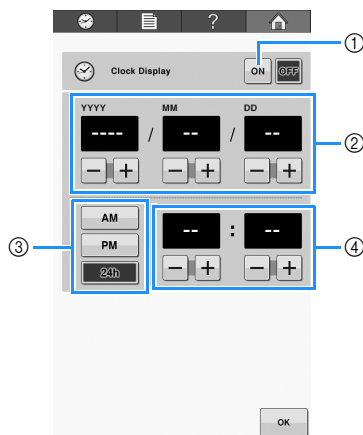 ?
①
Clock Display ON OFF
YYYY MM DD
---- / -- / --
②
− + − + − +
③
AM
PM
24h
-- : --
④
− + − +
OK